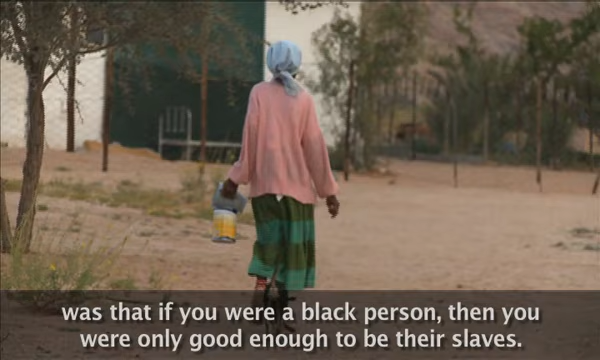 was that if you were a black person, then you
were only good enough to be their slaves.